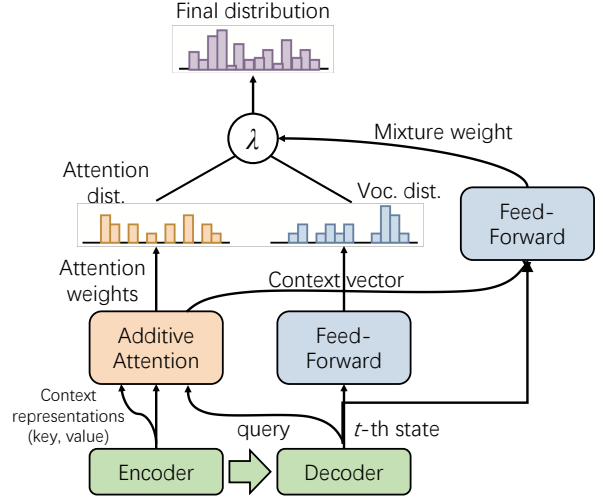 Final distribution
λ
Mixture weight
Attention
dist.
Voc. dist.
Feed-
Forward
Attention
weights
Context vector
Additive
Attention
Feed-
Forward
Context
representations
(key, value)
query
t-th state
Encoder
Decoder